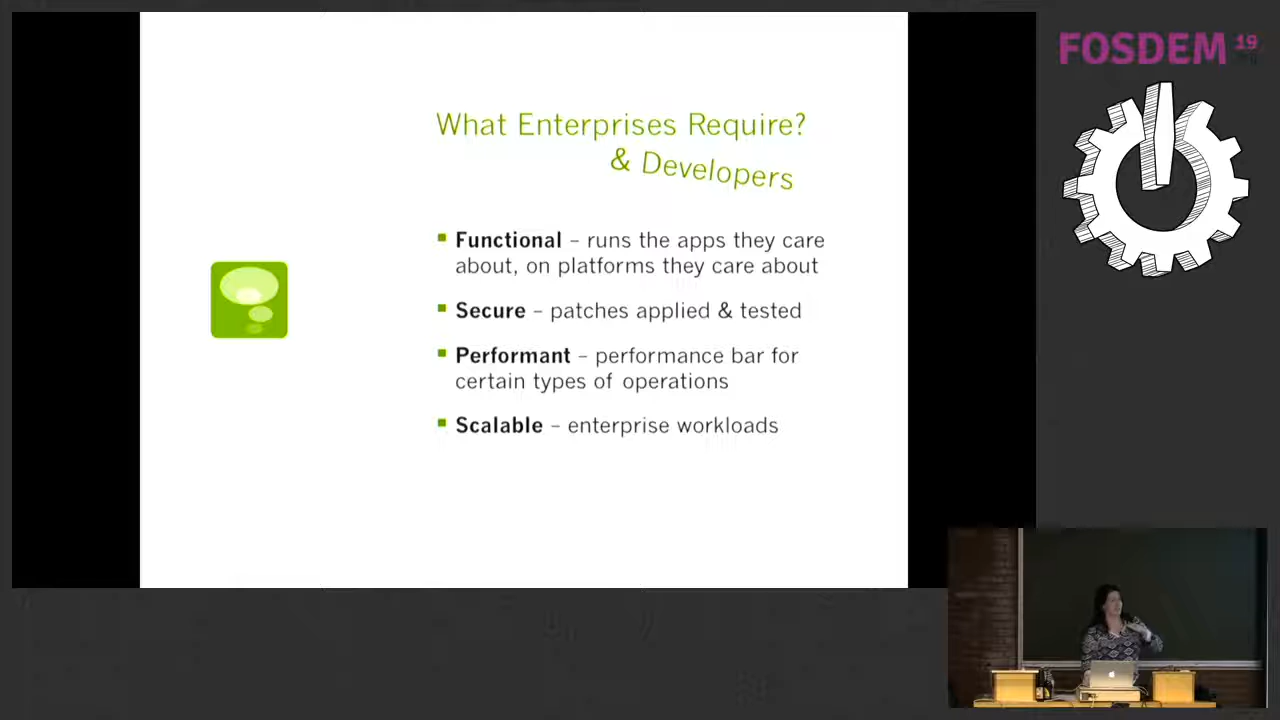 FOSDEM 19
What Enterprises Require?
& Developers
Functional – runs the apps they care
about, on platforms they care about
Secure – patches applied & tested
Performant – performance bar for
certain types of operations
Scalable – enterprise workloads